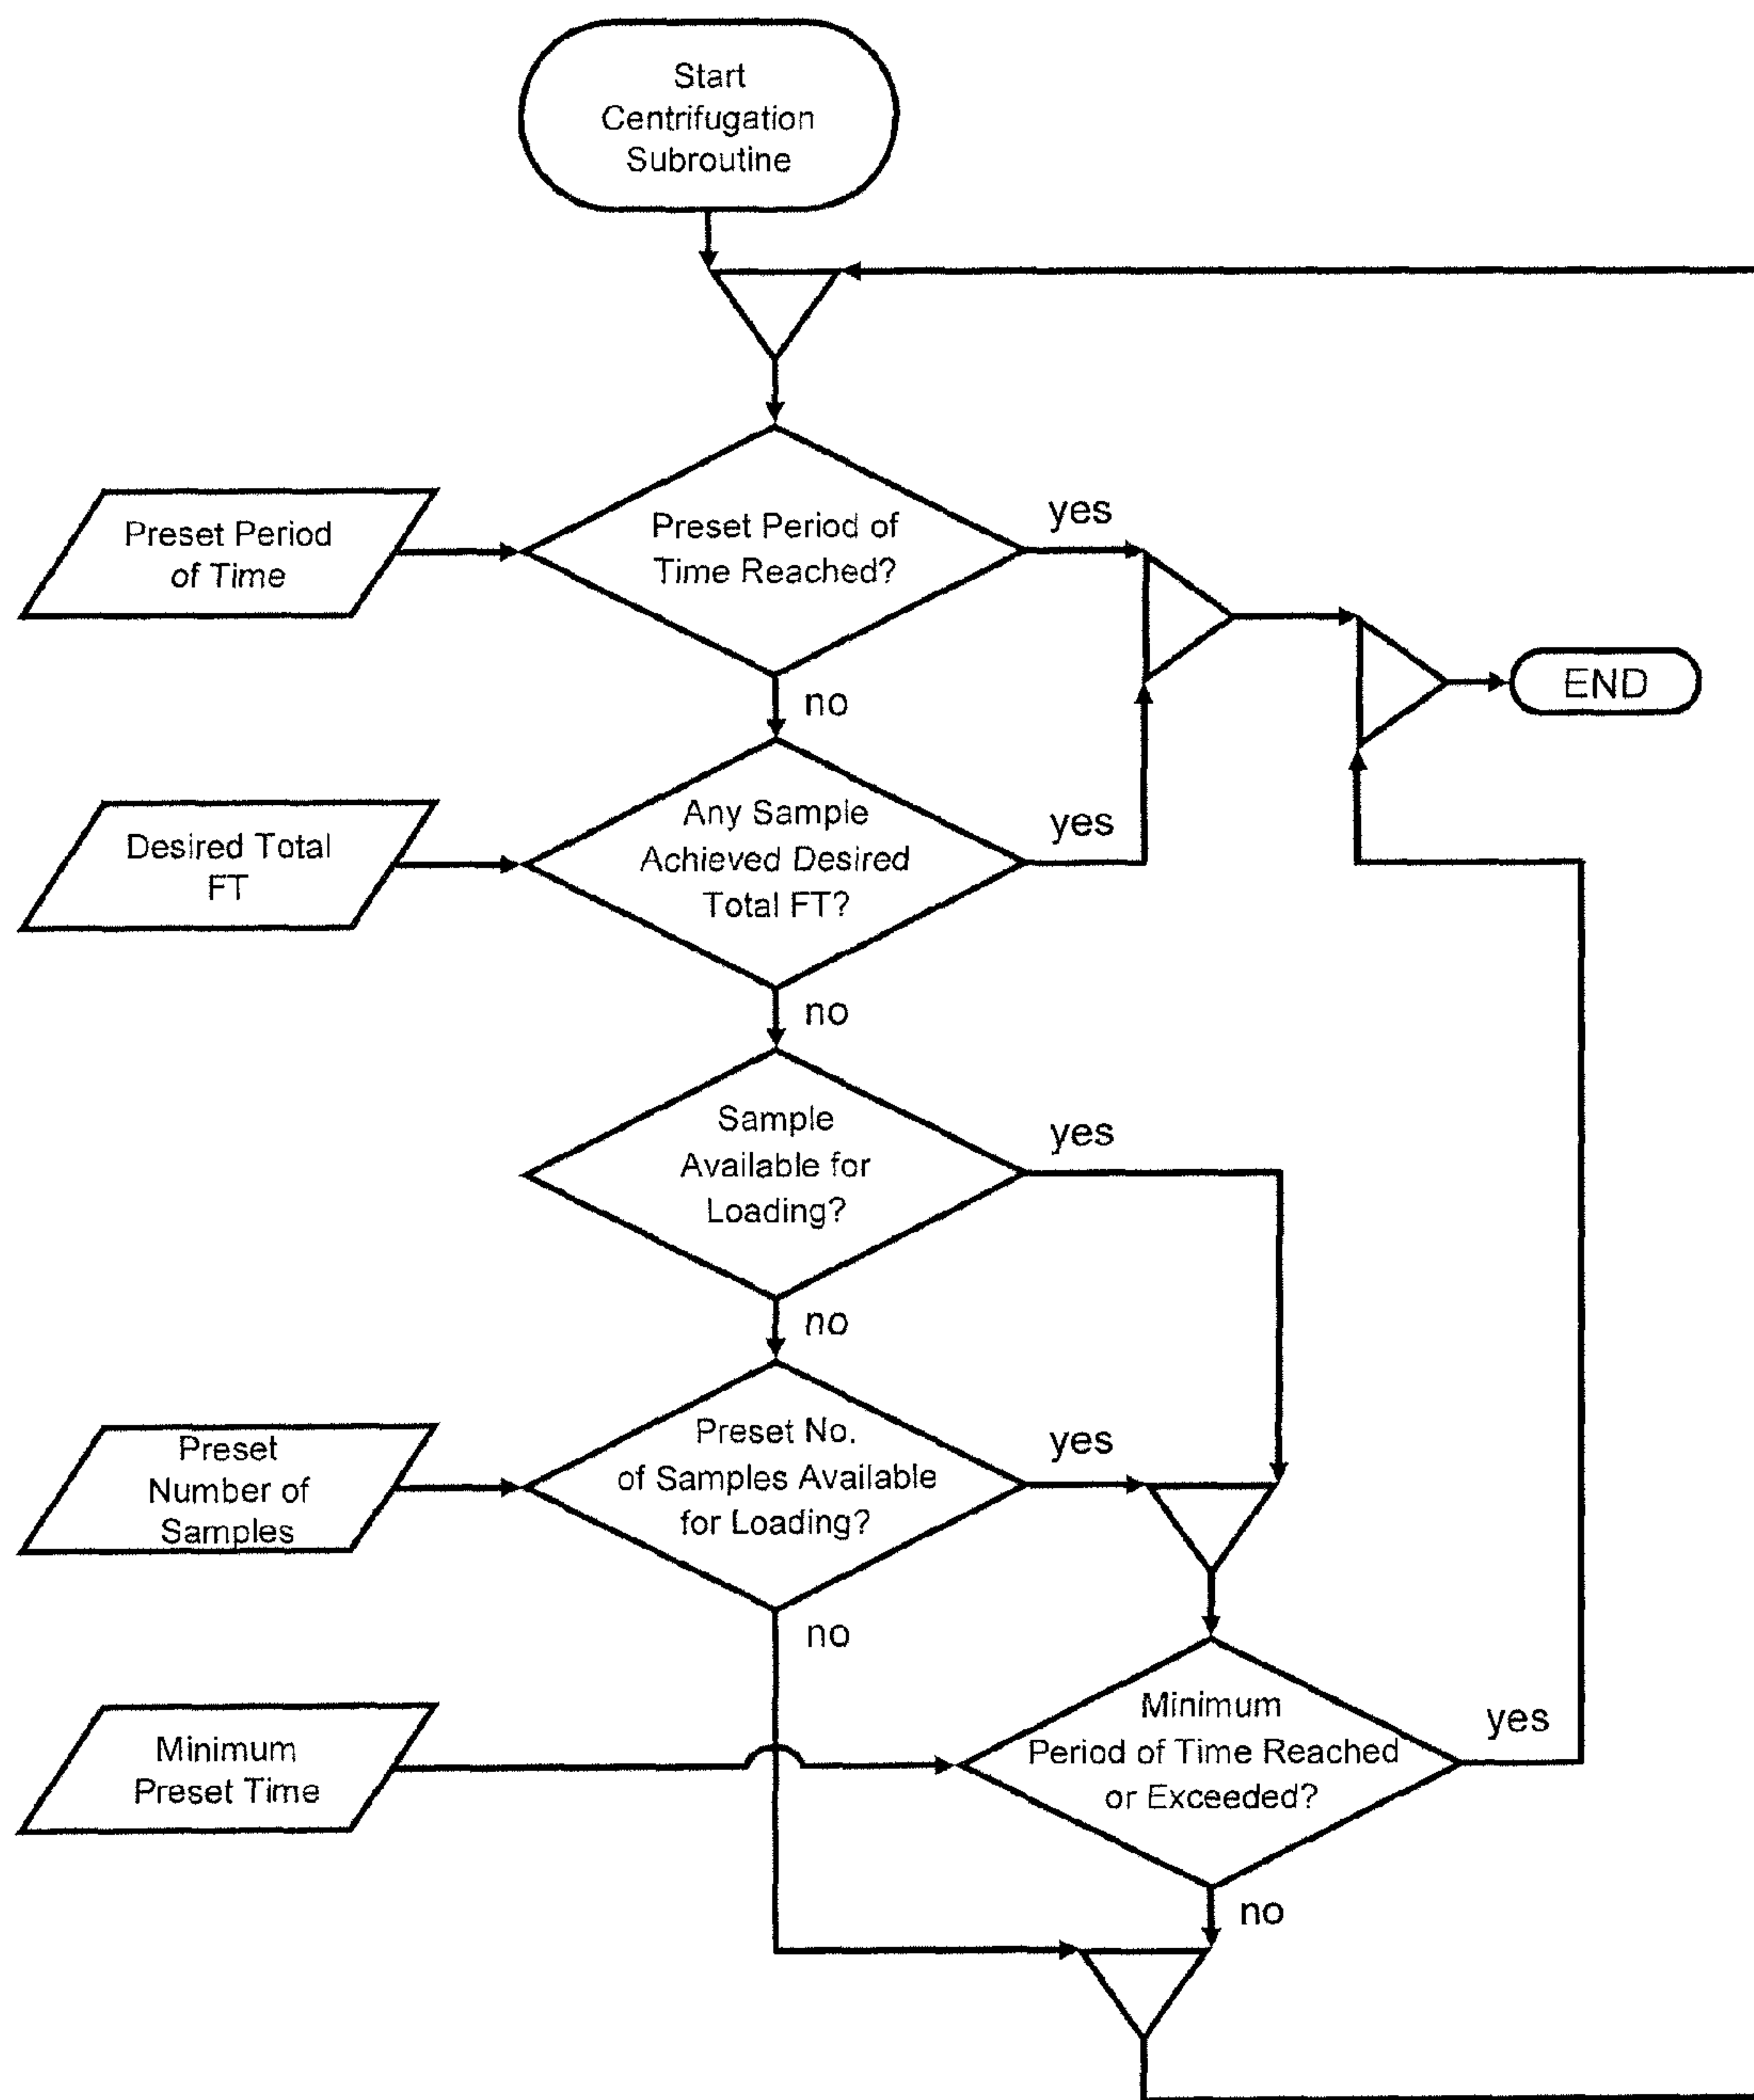 Start
Centrifugation
Subroutine
Preset Period
of Time
Preset Period of
Time Reached?
yes
no
END
Desired Total
FT
Any Sample
Achieved Desired
Total FT?
yes
no
Sample
Available for
Loading?
yes
no
Preset
Number of
Samples
Preset No.
of Samples Available
for Loading?
yes
no
Minimum
Preset Time
Minimum
Period of Time Reached
or Exceeded?
yes
no